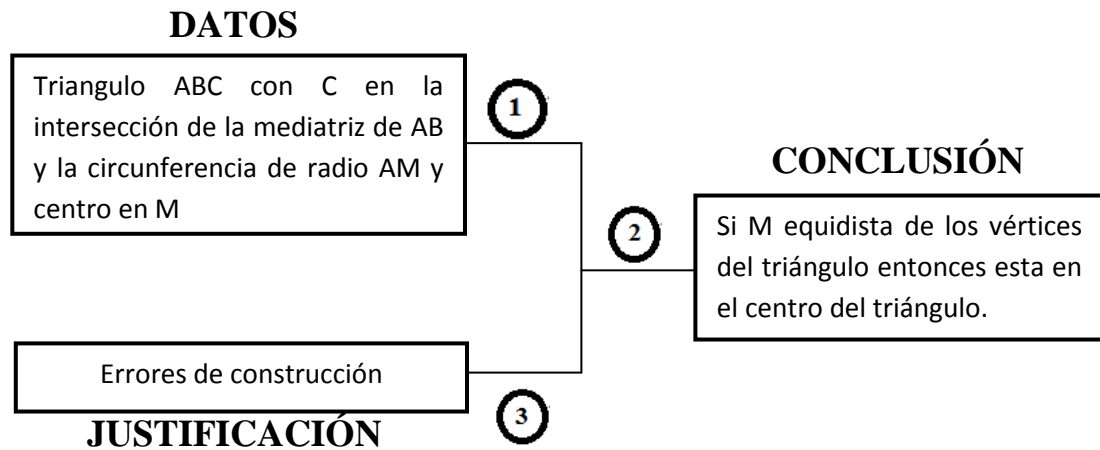 DATOS
Triangulo ABC con C en la
intersección de la mediatriz de AB
y la circunferencia de radio AM y
centro en M
1
CONCLUSIÓN
2
Si M equidista de los vértices
del triángulo entonces esta en
el centro del triángulo.
Errores de construcción
3
JUSTIFICACIÓN